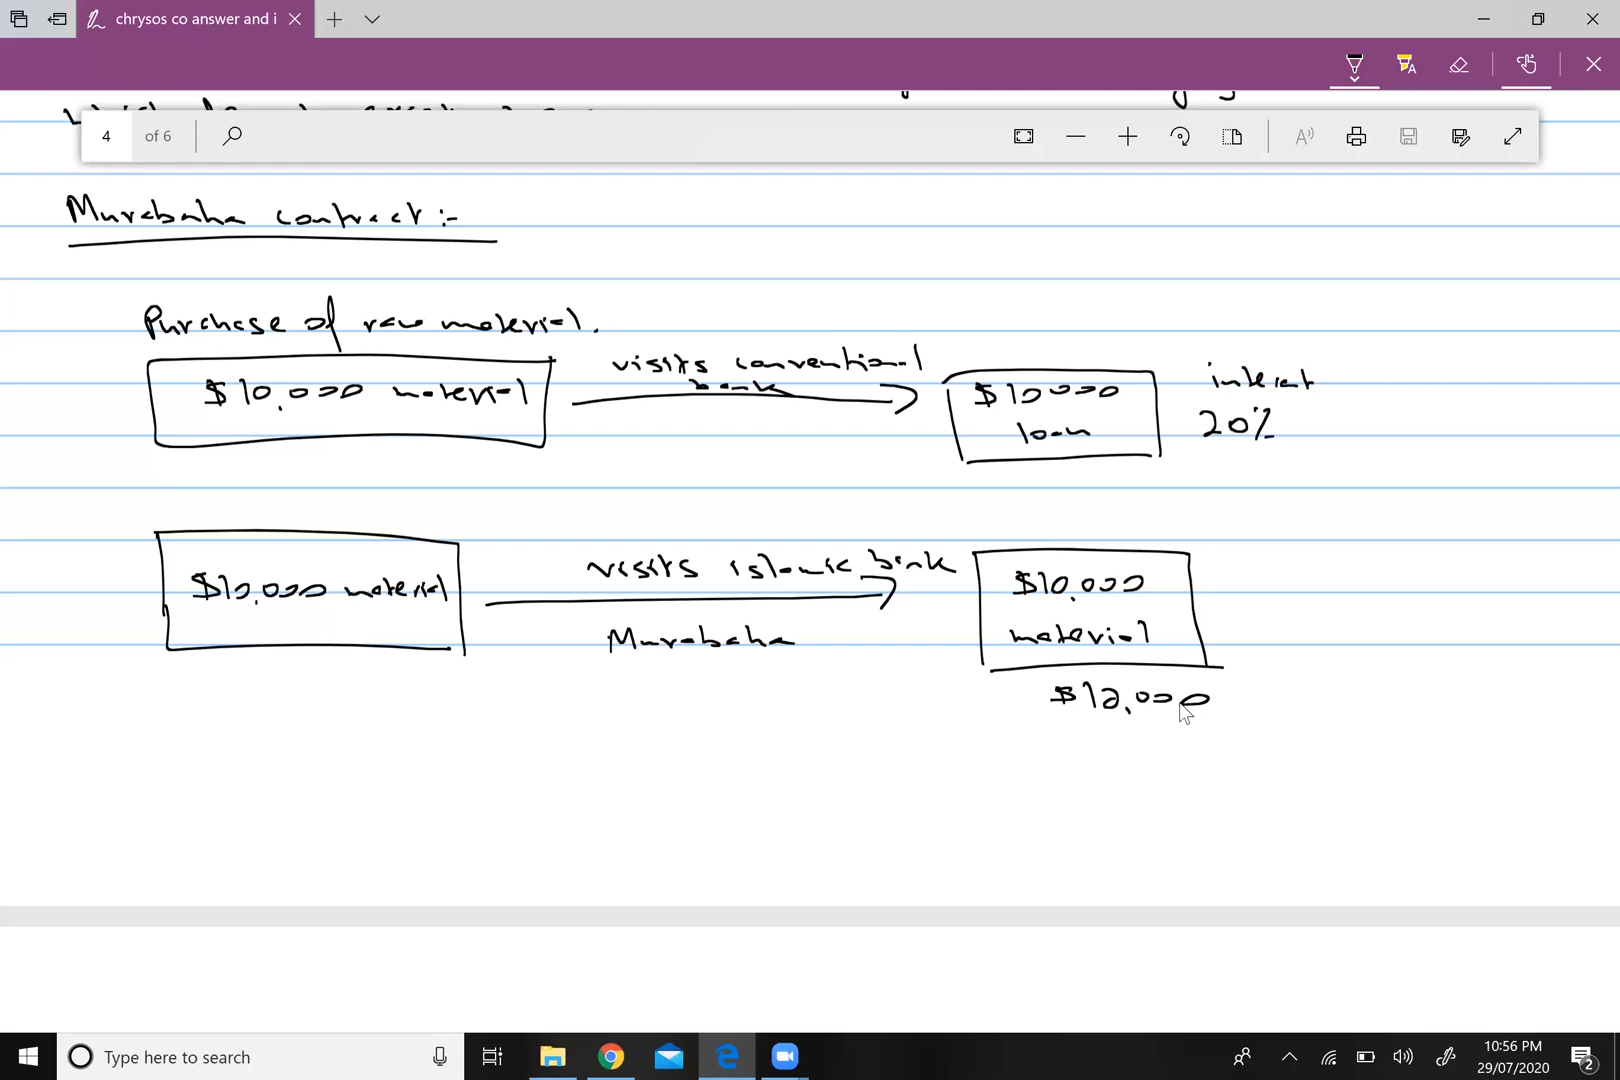 chrysos co answer and i
4 of 6
Murabaha contract :-
Purchase of raw material.
$10,000 material
visits conventional
bank
$10000
loan
interest
20%
$10,000 material
visits islamic bank
Murabaha
$10,000
material
$12,000
Type here to search
10:56 PM
29/07/2020
2